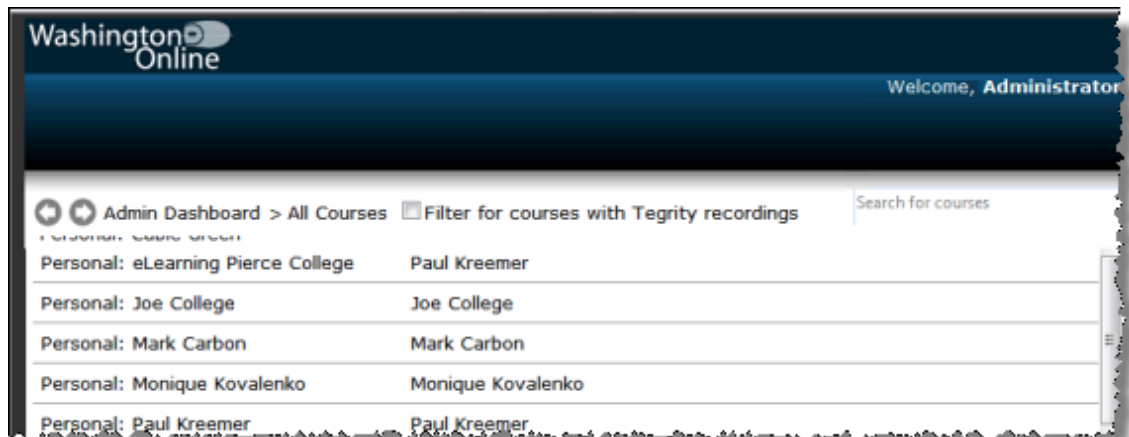 Washington
Online
Welcome, Administrator
Admin Dashboard > All Courses Filter for courses with Tegrity recordings Search for courses
Personal: eLearning Pierce College Paul Kreemer
Personal: Joe College Joe College
Personal: Mark Carbon Mark Carbon
Personal: Monique Kovalenko Monique Kovalenko
Personal: Paul Kreemer Paul Kreemer